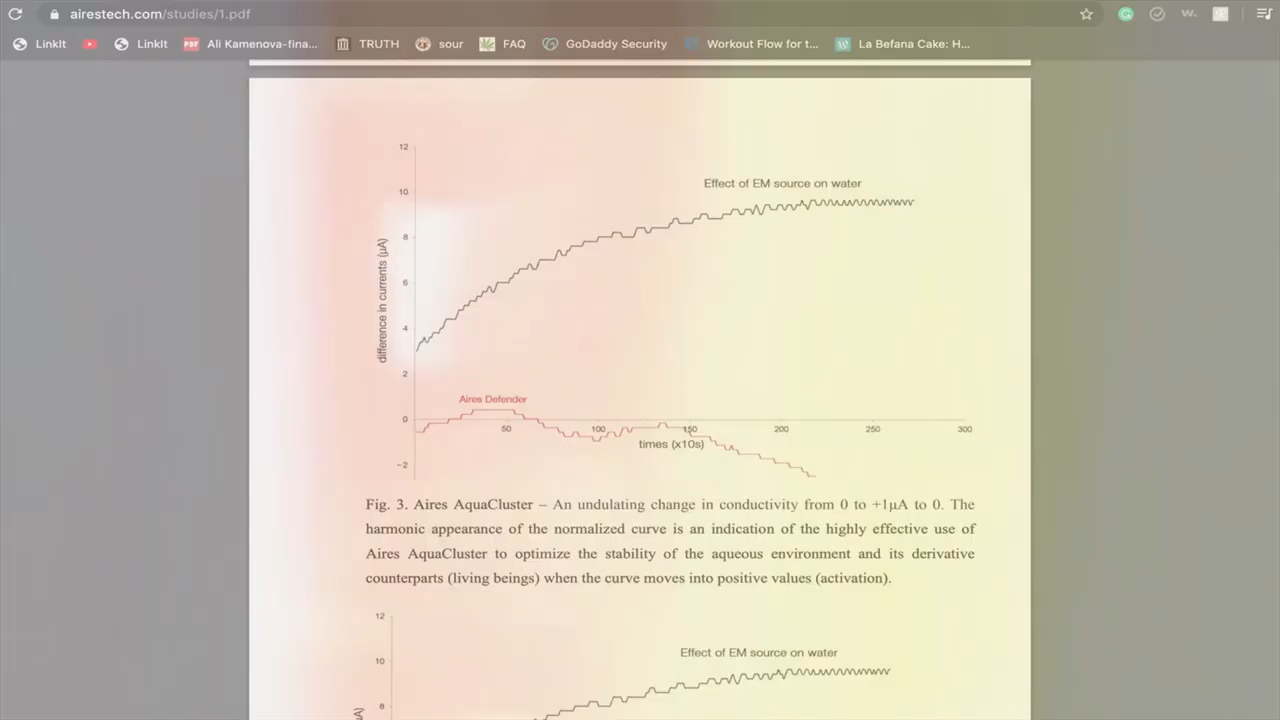 airestech.com/studies/1.pdf
w.
LinkIt
LinkIt
PDF
Ali Kamenova-fina...
TRUTH
sour
FAQ
GoDaddy Security
Workout Flow for t...
La Befana Cake: H...
12
Effect of EM source on water
10
8
difference in currents (µA)
6
4
2
Aires Defender
0
50
100
150
200
250
300
times (x10s)
−2
Fig. 3. Aires AquaCluster – An undulating change in conductivity from 0 to +1µA to 0. The
harmonic appearance of the normalized curve is an indication of the highly effective use of
Aires AquaCluster to optimize the stability of the aqueous environment and its derivative
counterparts (living beings) when the curve moves into positive values (activation).
12
Effect of EM source on water
10
8
µA)